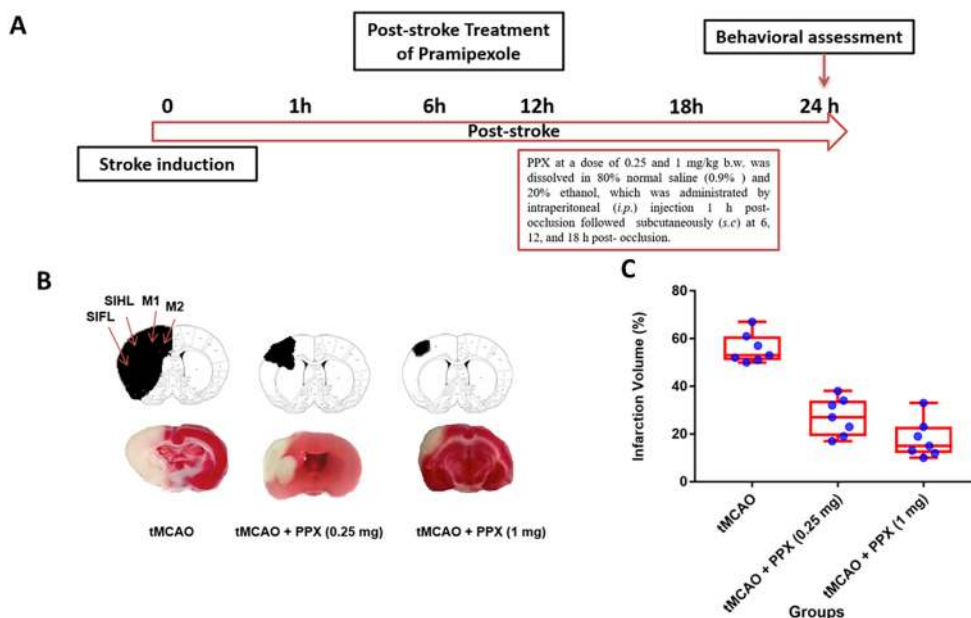 A
Post-stroke Treatment
of Pramipexole
Behavioral assessment
0 1h 6h 12h 18h 24 h
Post-stroke
Stroke induction
PPX at a dose of 0.25 and 1 mg/kg b.w. was
dissolved in 80% normal saline (0.9% ) and
20% ethanol, which was administrated by
intraperitoneal (i.p.) injection 1 h post-
occlusion followed subcutaneously (s.c) at 6,
12, and 18 h post- occlusion.
B
SIFL SIHL M1 M2
tMCAO tMCAO + PPX (0.25 mg) tMCAO + PPX (1 mg)
C
Infarction Volume (%)
80
60
40
20
0
tMCAO
tMCAO + PPX (0.25 mg)
tMCAO + PPX (1 mg)
Groups